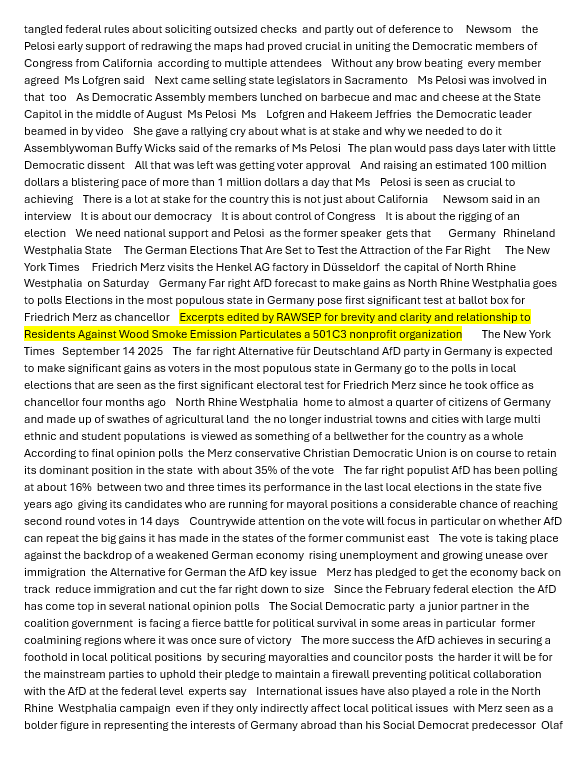 tangled federal rules about soliciting outsized checks  and partly out of deference to    Newsom   the
Pelosi early support of redrawing the maps had proved crucial in uniting the Democratic members of
Congress from California  according to multiple attendees   Without any brow beating  every member
agreed  Ms Lofgren said   Next came selling state legislators in Sacramento   Ms Pelosi was involved in
that  too   As Democratic Assembly members lunched on barbecue and mac and cheese at the State
Capitol in the middle of August  Ms Pelosi  Ms   Lofgren and Hakeem Jeffries  the Democratic leader
beamed in by video   She gave a rallying cry about what is at stake and why we needed to do it
Assemblywoman Buffy Wicks said of the remarks of Ms Pelosi  The plan would pass days later with little
Democratic dissent   All that was left was getting voter approval   And raising an estimated 100 million
dollars a blistering pace of more than 1 million dollars a day that Ms   Pelosi is seen as crucial to
achieving   There is a lot at stake for the country this is not just about California     Newsom said in an
interview   It is about our democracy   It is about control of Congress   It is about the rigging of an
election   We need national support and Pelosi  as the former speaker  gets that     Germany   Rhineland
Westphalia State    The German Elections That Are Set to Test the Attraction of the Far Right    The New
York Times    Friedrich Merz visits the Henkel AG factory in Düsseldorf  the capital of North Rhine
Westphalia  on Saturday   Germany Far right AfD forecast to make gains as North Rhine Westphalia goes
to polls Elections in the most populous state in Germany pose first significant test at ballot box for
Friedrich Merz as chancellor   Excerpts edited by RAWSEP for brevity and clarity and relationship to
Residents Against Wood Smoke Emission Particulates a 501C3 nonprofit organization      The New York
Times   September 14 2025   The  far right Alternative für Deutschland AfD party in Germany is expected
to make significant gains as voters in the most populous state in Germany go to the polls in local
elections that are seen as the first significant electoral test for Friedrich Merz since he took office as
chancellor four months ago   North Rhine Westphalia  home to almost a quarter of citizens of Germany
and made up of swathes of agricultural land  the no longer industrial towns and cities with large multi
ethnic and student populations  is viewed as something of a bellwether for the country as a whole
According to final opinion polls  the Merz conservative Christian Democratic Union is on course to retain
its dominant position in the state  with about 35% of the vote   The far right populist AfD has been polling
at about 16%  between two and three times its performance in the last local elections in the state five
years ago  giving its candidates who are running for mayoral positions a considerable chance of reaching
second round votes in 14 days   Countrywide attention on the vote will focus in particular on whether AfD
can repeat the big gains it has made in the states of the former communist east   The vote is taking place
against the backdrop of a weakened German economy  rising unemployment and growing unease over
immigration  the Alternative for German the AfD key issue   Merz has pledged to get the economy back on
track  reduce immigration and cut the far right down to size   Since the February federal election  the AfD
has come top in several national opinion polls   The Social Democratic party  a junior partner in the
coalition government  is facing a fierce battle for political survival in some areas in particular  former
coalmining regions where it was once sure of victory   The more success the AfD achieves in securing a
foothold in local political positions  by securing mayoralties and councilor posts  the harder it will be for
the mainstream parties to uphold their pledge to maintain a firewall preventing political collaboration
with the AfD at the federal level  experts say   International issues have also played a role in the North
Rhine  Westphalia campaign  even if they only indirectly affect local political issues  with Merz seen as a
bolder figure in representing the interests of Germany abroad than his Social Democrat predecessor  Olaf